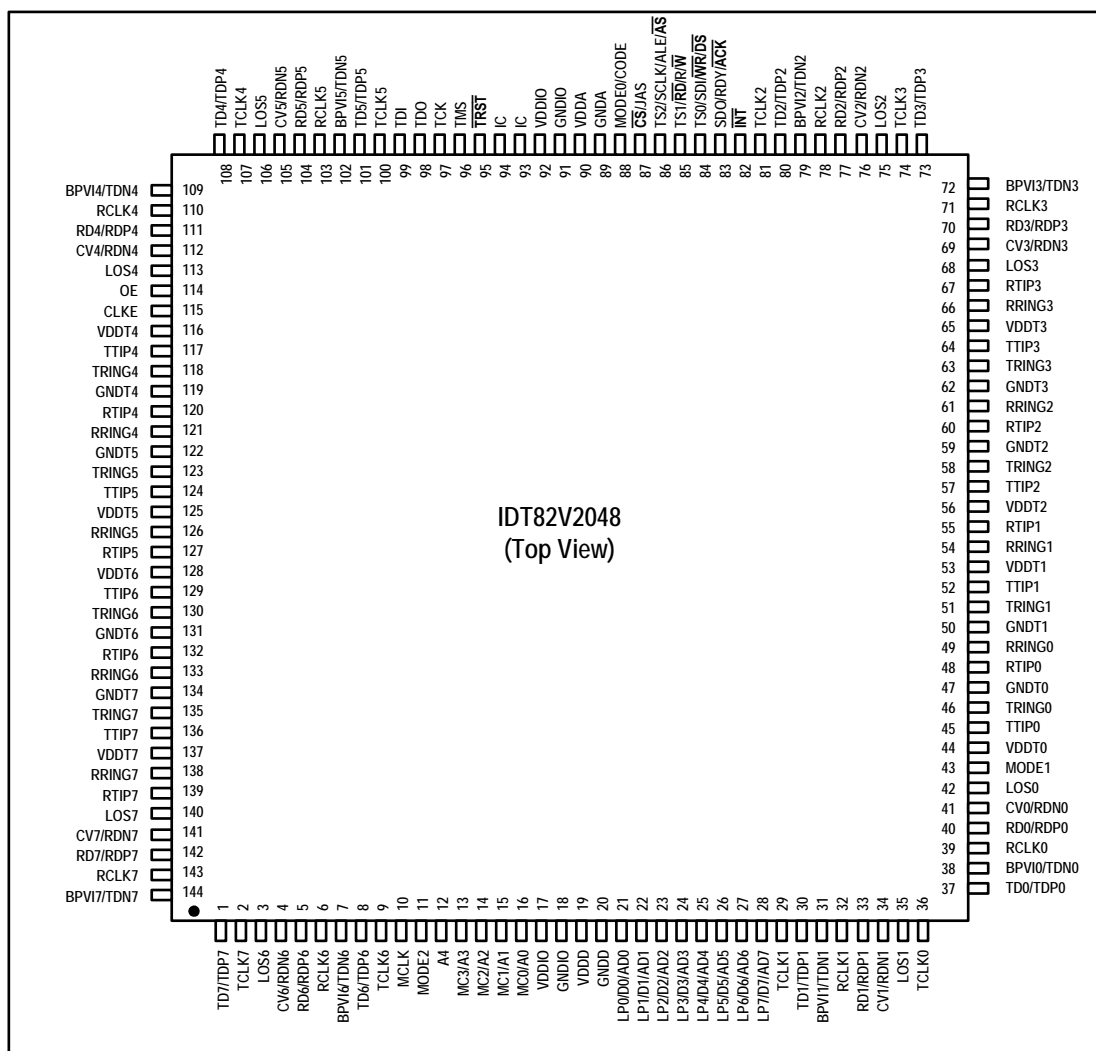 TD4/TDP4 108
TCLK4 107
LOS5 106
CV5/RDN5 105
RD5/RDP5 104
RCLK5 103
BPVI5/TDN5 102
TD5/TDP5 101
TCLK5 100
TDI 99
TDO 98
TCK 97
TMS 96
TRST 95
IC 94
IC 93
VDDIO 92
GNDIO 91
VDDA 90
GNDA 89
MODE0/CODE 88
CS/JAS 87
TS2/SCLK/ALE/AS 86
TS1/RD/R/W 85
TS0/SDI/WR/DS 84
SDO/RDY/ACK 83
INT 82
TCLK2 81
TD2/TDP2 80
BPVI2/TDN2 79
RCLK2 78
RD2/RDP2 77
CV2/RDN2 76
LOS2 75
TCLK3 74
TD3/TDP3 73
BPVI4/TDN4 109
RCLK4 110
RD4/RDP4 111
CV4/RDN4 112
LOS4 113
OE 114
CLKE 115
VDDT4 116
TTIP4 117
TRING4 118
GNDT4 119
RTIP4 120
RRING4 121
GNDT5 122
TRING5 123
TTIP5 124
VDDT5 125
RRING5 126
RTIP5 127
VDDT6 128
TTIP6 129
TRING6 130
GNDT6 131
RTIP6 132
RRING6 133
GNDT7 134
TRING7 135
TTIP7 136
VDDT7 137
RRING7 138
RTIP7 139
LOS7 140
CV7/RDN7 141
RD7/RDP7 142
RCLK7 143
BPVI7/TDN7 144
IDT82V2048
(Top View)
72 BPVI3/TDN3
71 RCLK3
70 RD3/RDP3
69 CV3/RDN3
68 LOS3
67 RTIP3
66 RRING3
65 VDDT3
64 TTIP3
63 TRING3
62 GNDT3
61 RRING2
60 RTIP2
59 GNDT2
58 TRING2
57 TTIP2
56 VDDT2
55 RTIP1
54 RRING1
53 VDDT1
52 TTIP1
51 TRING1
50 GNDT1
49 RRING0
48 RTIP0
47 GNDT0
46 TRING0
45 TTIP0
44 VDDT0
43 MODE1
42 LOS0
41 CV0/RDN0
40 RD0/RDP0
39 RCLK0
38 BPVI0/TDN0
37 TD0/TDP0
1 TD7/TDP7
2 TCLK7
3 LOS6
4 CV6/RDN6
5 RD6/RDP6
6 RCLK6
7 BPVI6/TDN6
8 TD6/TDP6
9 TCLK6
10 MCLK
11 MODE2
12 A4
13 MC3/A3
14 MC2/A2
15 MC1/A1
16 MC0/A0
17 VDDIO
18 GNDIO
19 VDDD
20 GNDD
21 LP0/D0/AD0
22 LP1/D1/AD1
23 LP2/D2/AD2
24 LP3/D3/AD3
25 LP4/D4/AD4
26 LP5/D5/AD5
27 LP6/D6/AD6
28 LP7/D7/AD7
29 TCLK1
30 TD1/TDP1
31 BPVI1/TDN1
32 RCLK1
33 RD1/RDP1
34 CV1/RDN1
35 LOS1
36 TCLK0